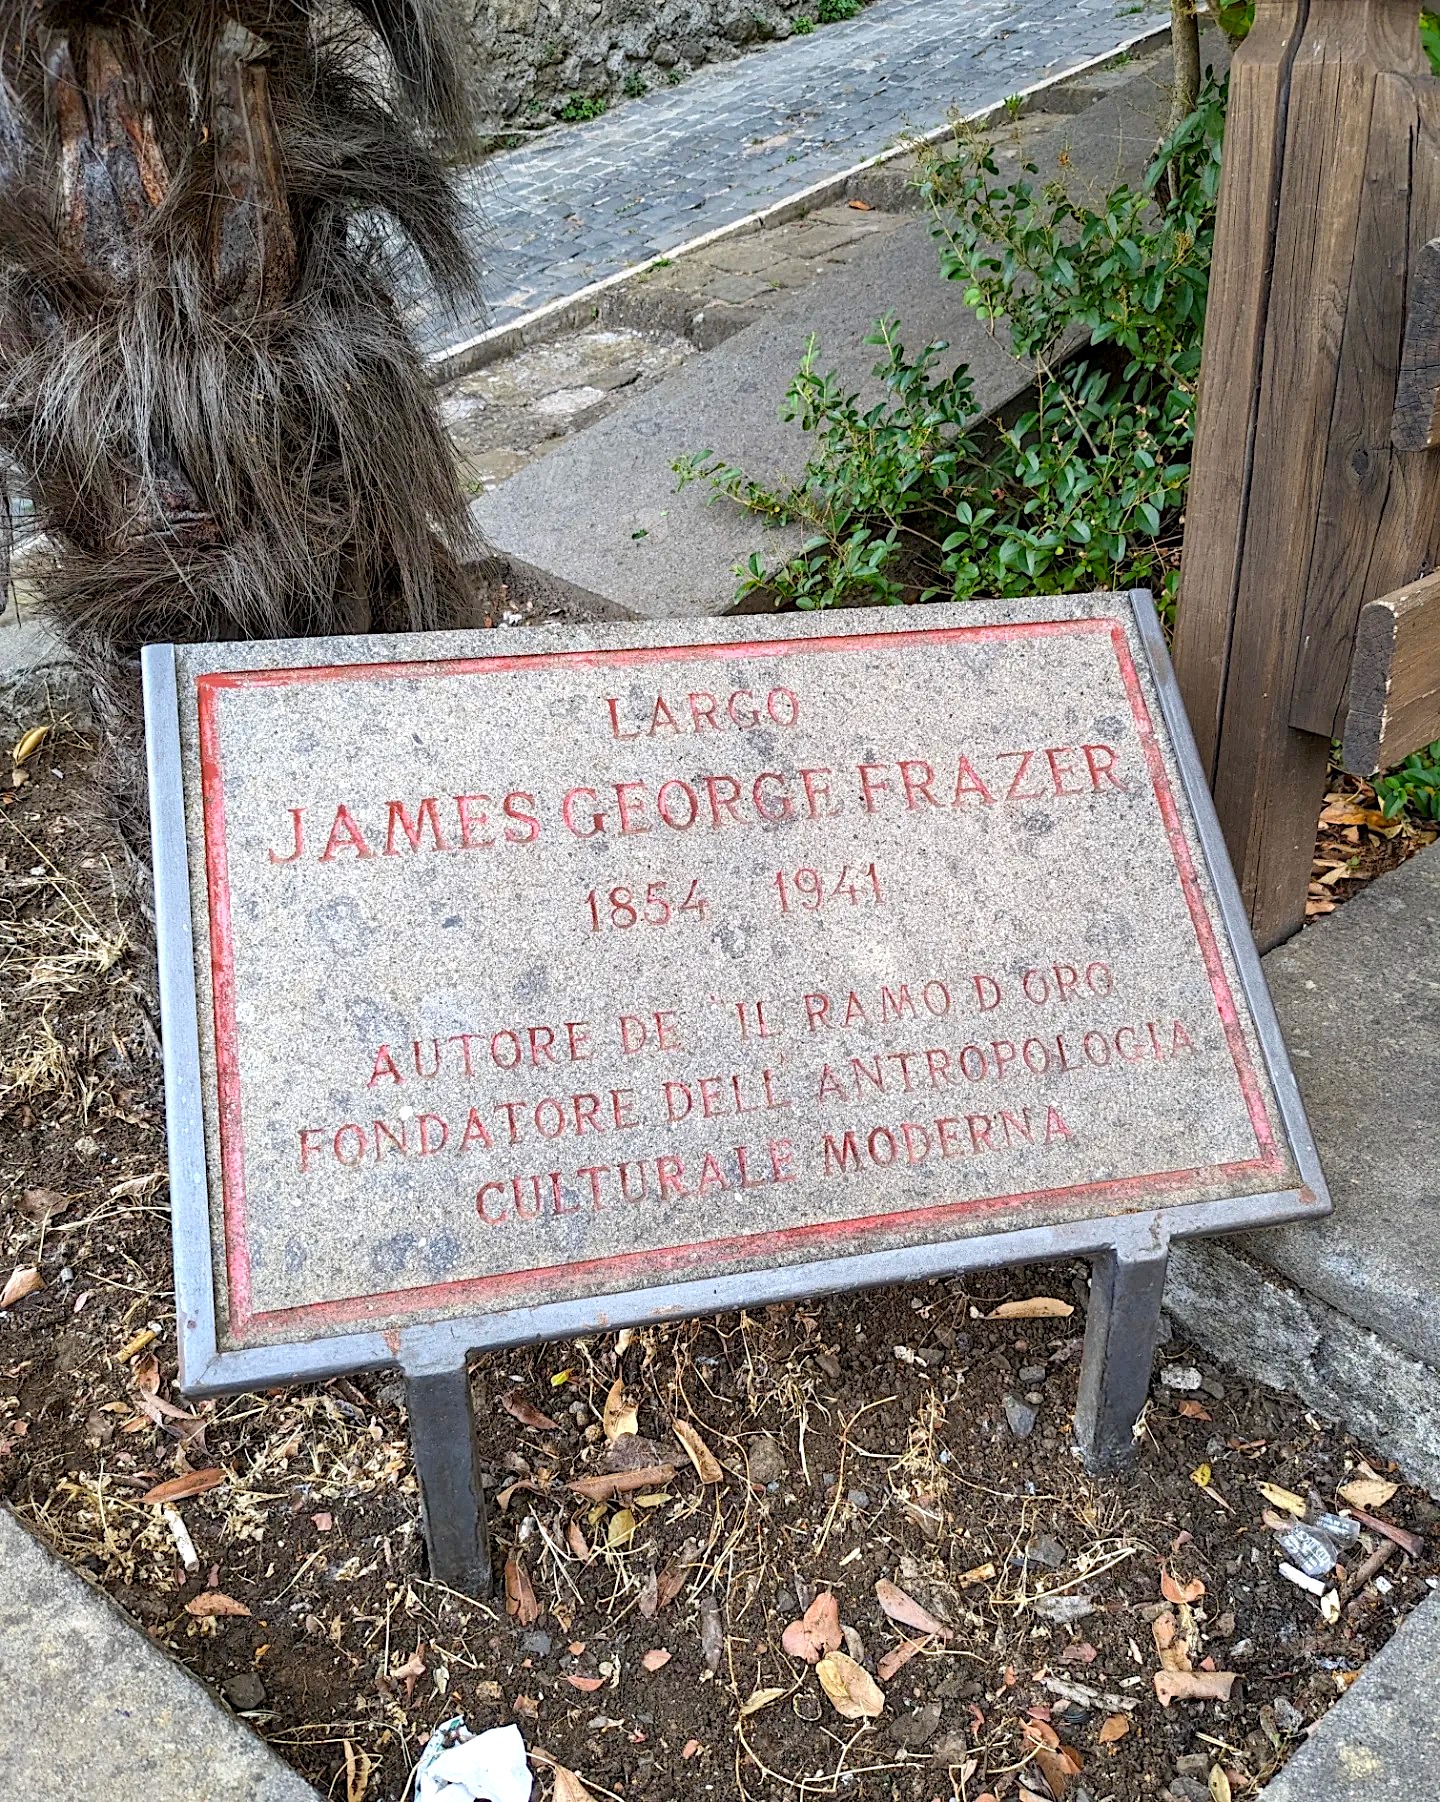 LARGO
JAMES GEORGE FRAZER
1854 1941
AUTORE DE "IL RAMO D ORO
FONDATORE DELL ANTROPOLOGIA
CULTURALE MODERNA